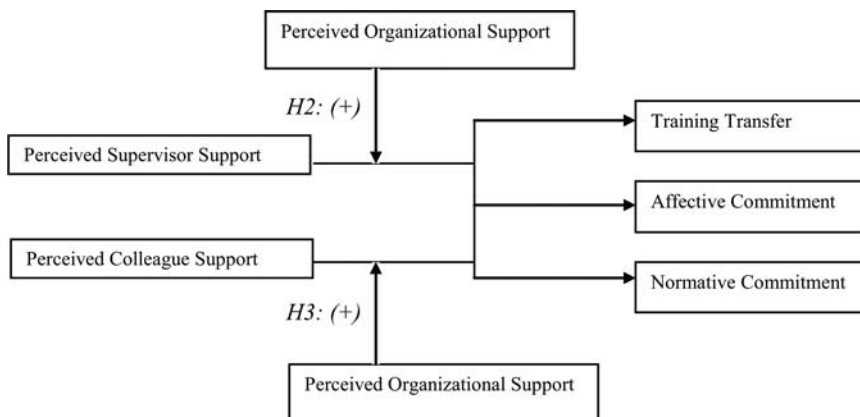 Perceived Organizational Support
H2: (+)
Training Transfer
Perceived Supervisor Support
Affective Commitment
Perceived Colleague Support
Normative Commitment
H3: (+)
Perceived Organizational Support